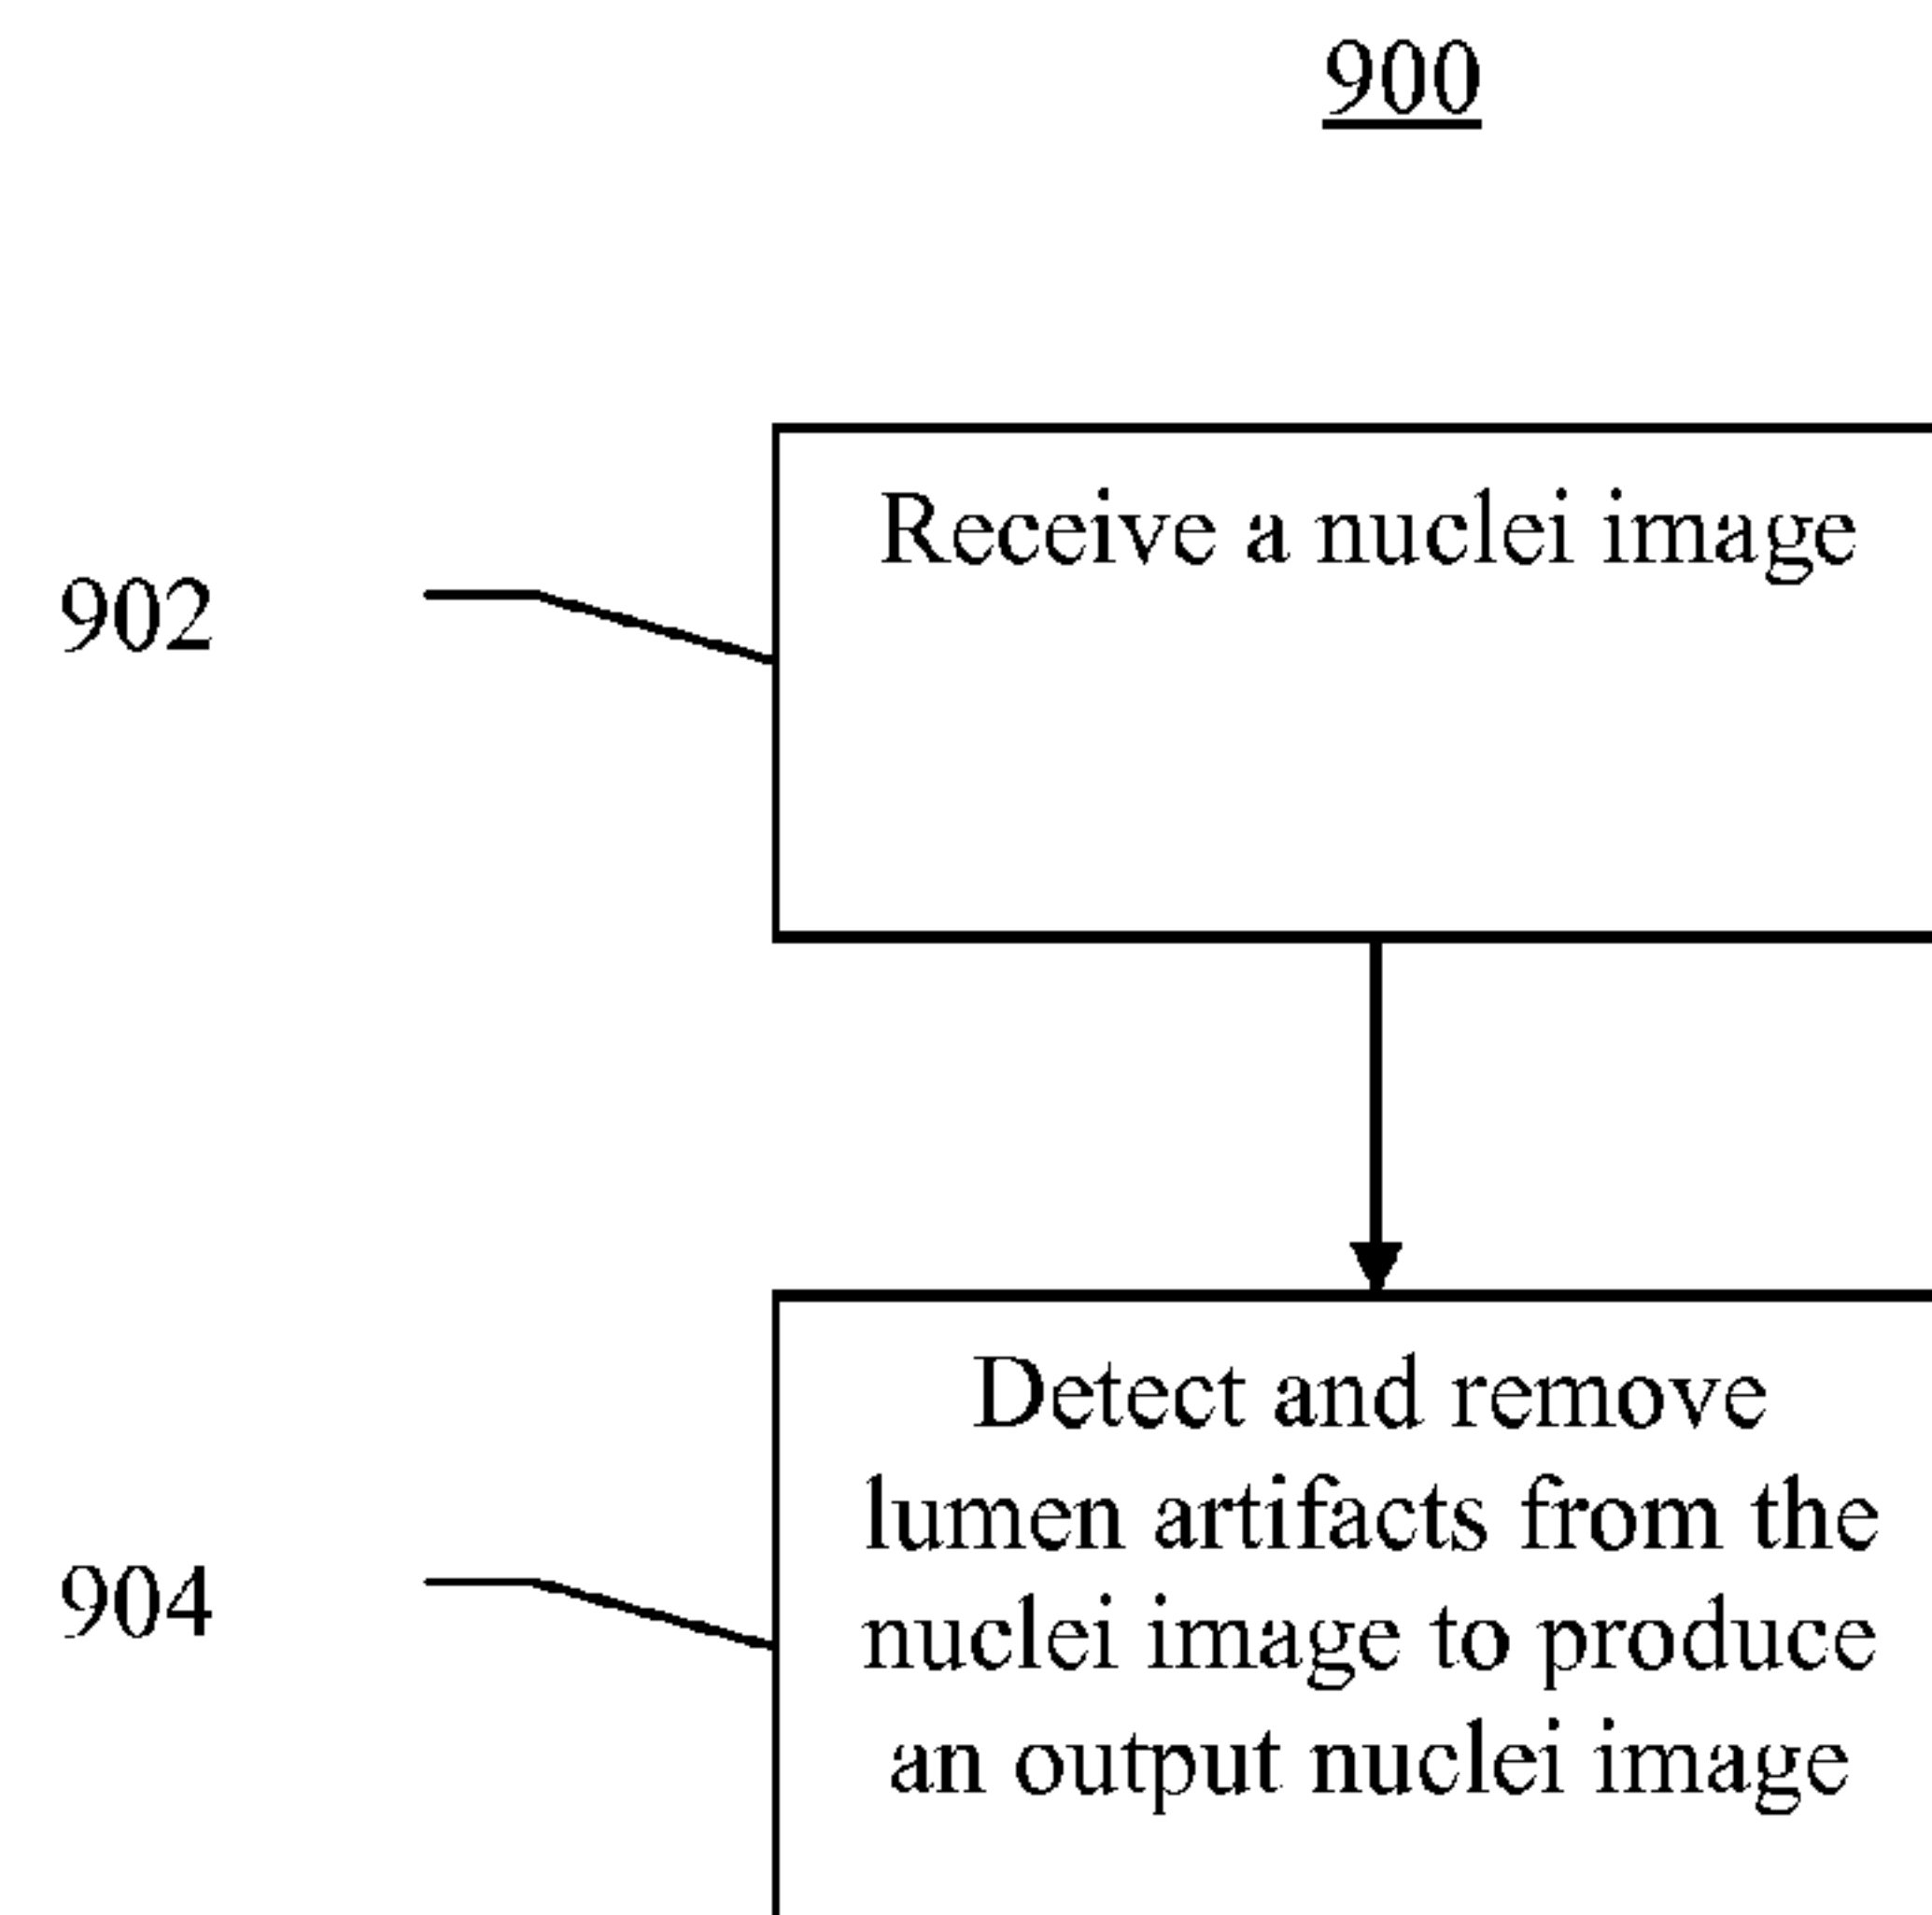 900
Receive a nuclei image
902
Detect and remove
lumen artifacts from the
nuclei image to produce
an output nuclei image
904